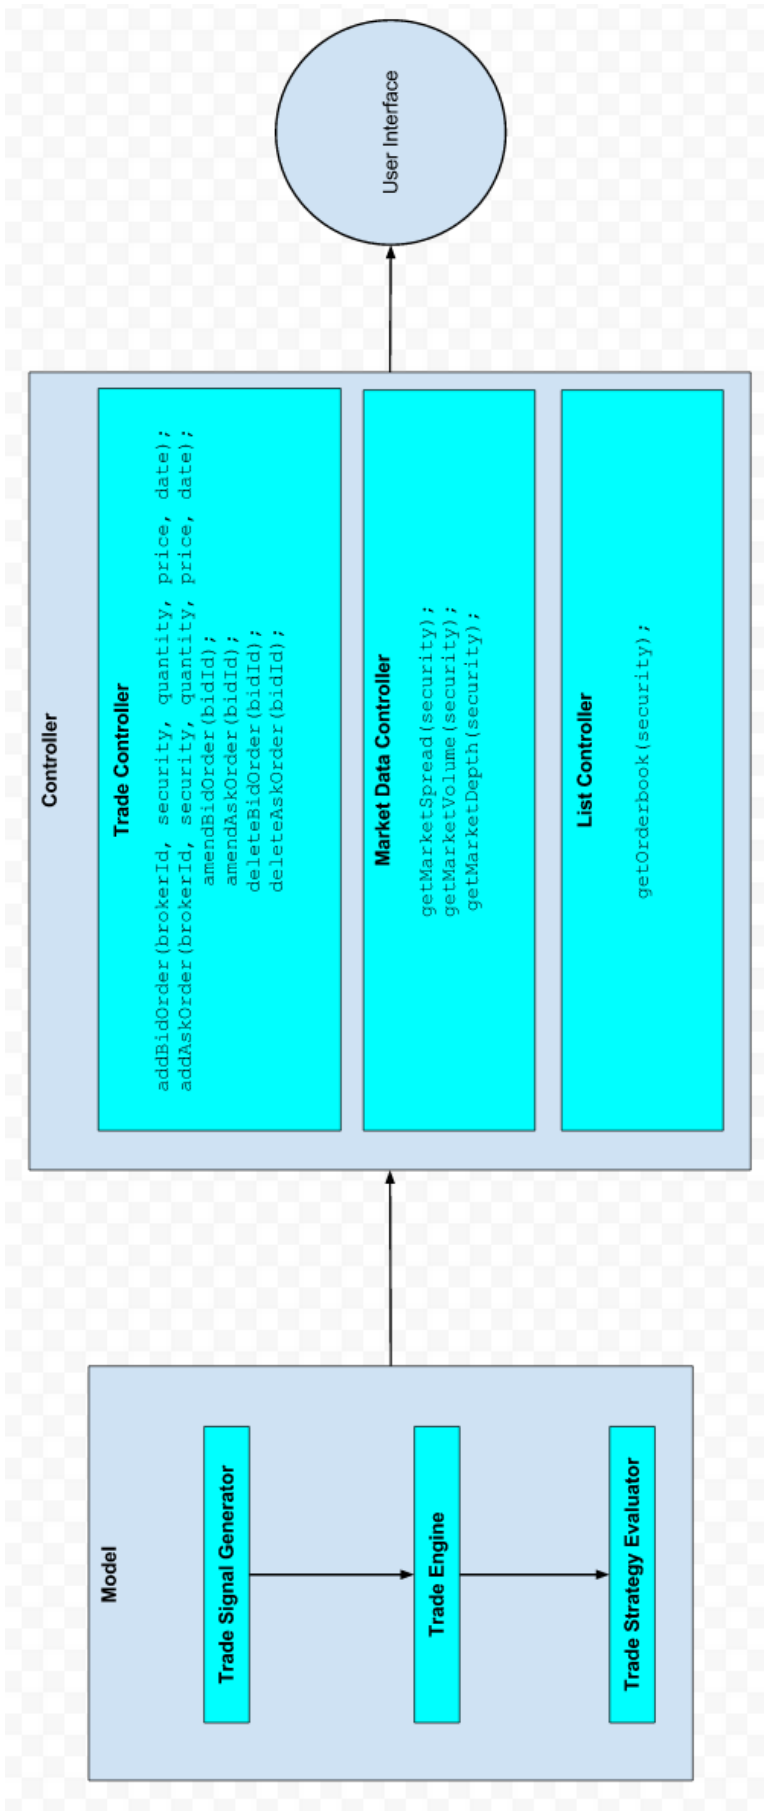 Model
Trade Signal Generator
Trade Engine
Trade Strategy Evaluator
Controller
Trade Controller
addBidOrder(brokerId, security, quantity, price, date);
addAskOrder(brokerId, security, quantity, price, date);
amendBidOrder(bidId);
amendAskOrder(bidId);
deleteBidOrder(bidId);
deleteAskOrder(bidId);
Market Data Controller
getMarketSpread(security);
getMarketVolume(security);
getMarketDepth(security);
List Controller
getOrderbook(security);
User Interface